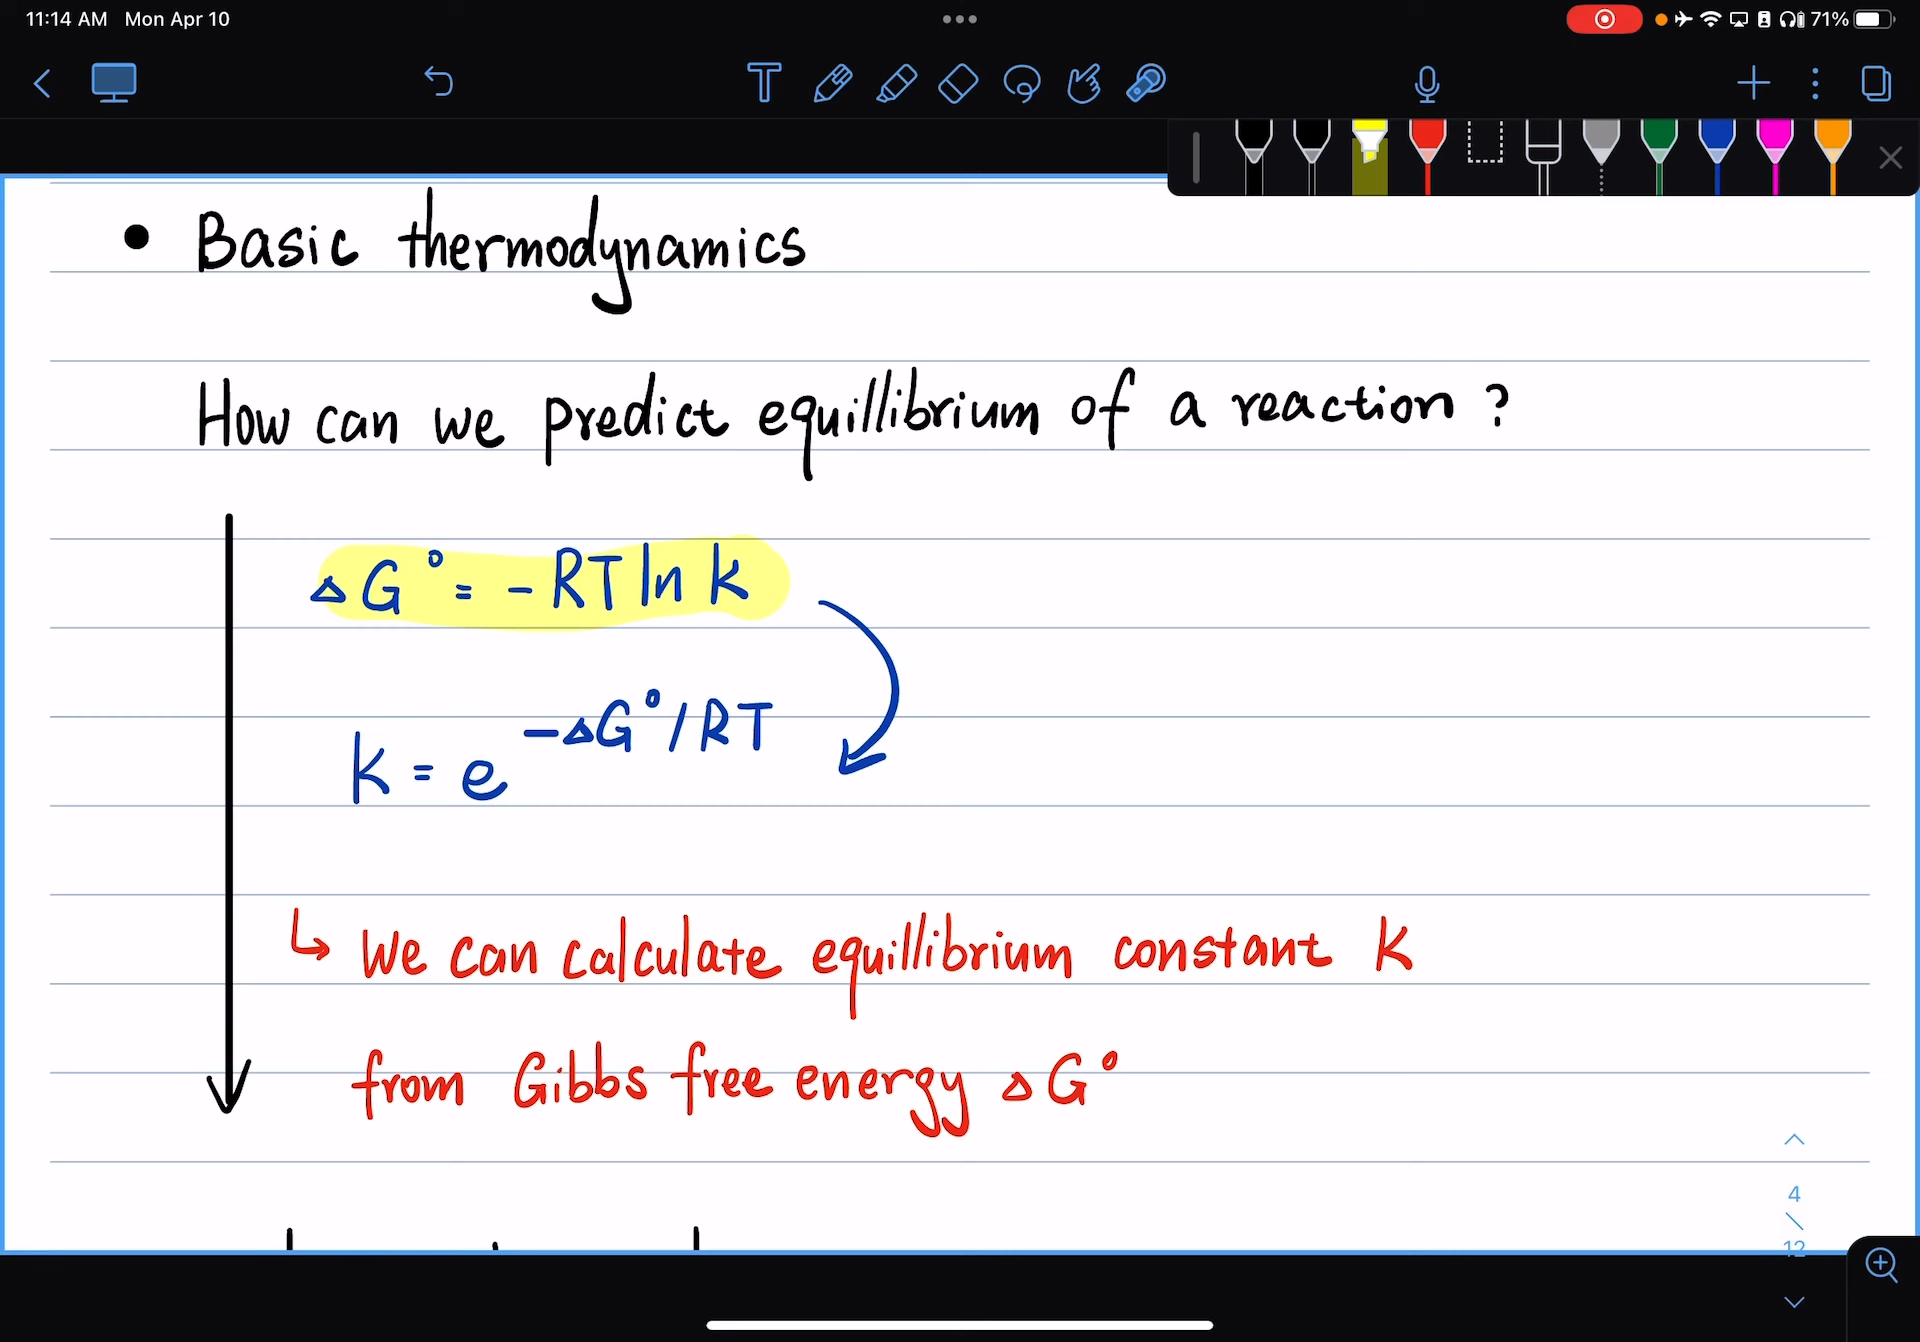 11:14 AM Mon Apr 10
71%
• Basic thermodynamics
How can we predict equillibrium of a reaction?
ΔG° = -RT ln K
K = e^-ΔG°/RT
↳ We can calculate equillibrium constant K
from Gibbs free energy ΔG°
4
12